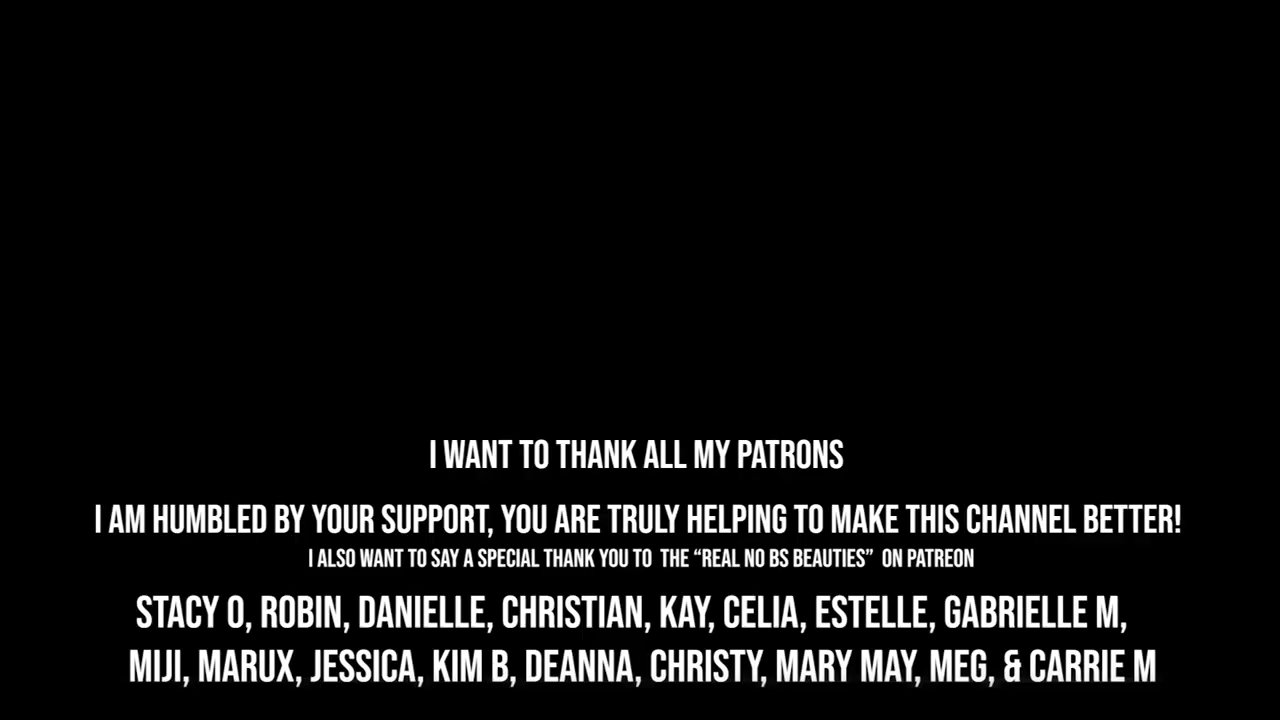 I WANT TO THANK ALL MY PATRONS
I AM HUMBLED BY YOUR SUPPORT, YOU ARE TRULY HELPING TO MAKE THIS CHANNEL BETTER!
I ALSO WANT TO SAY A SPECIAL THANK YOU TO THE “REAL NO BS BEAUTIES” ON PATREON
STACY O, ROBIN, DANIELLE, CHRISTIAN, KAY, CELIA, ESTELLE, GABRIELLE M,
MIJI, MARUX, JESSICA, KIM B, DEANNA, CHRISTY, MARY MAY, MEG, & CARRIE M